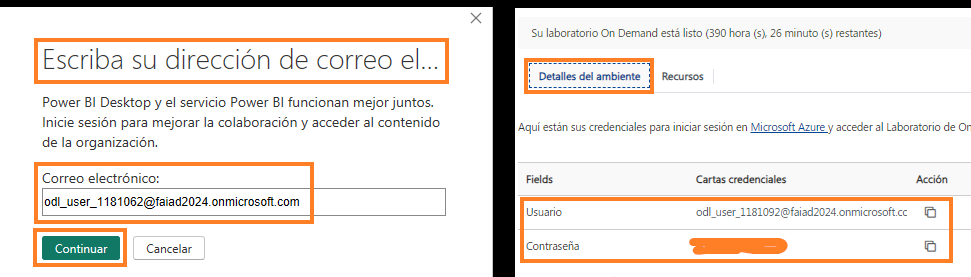 Escriba su dirección de correo el...
Power BI Desktop y el servicio Power BI funcionan mejor juntos.
Inicie sesión para mejorar la colaboración y acceder al contenido
de la organización.
Correo electrónico:
odl_user_1181062@faiad2024.onmicrosoft.com
Continuar
Cancelar
Su laboratorio On Demand está listo (390 hora (s), 26 minuto (s) restantes)
Detalles del ambiente
Recursos
Aquí están sus credenciales para iniciar sesión en Microsoft Azure y acceder al Laboratorio de On
Fields Cartas credenciales Acción
Usuario odl_user_1181092@faiad2024.onmicrosoft.cc
Contraseña